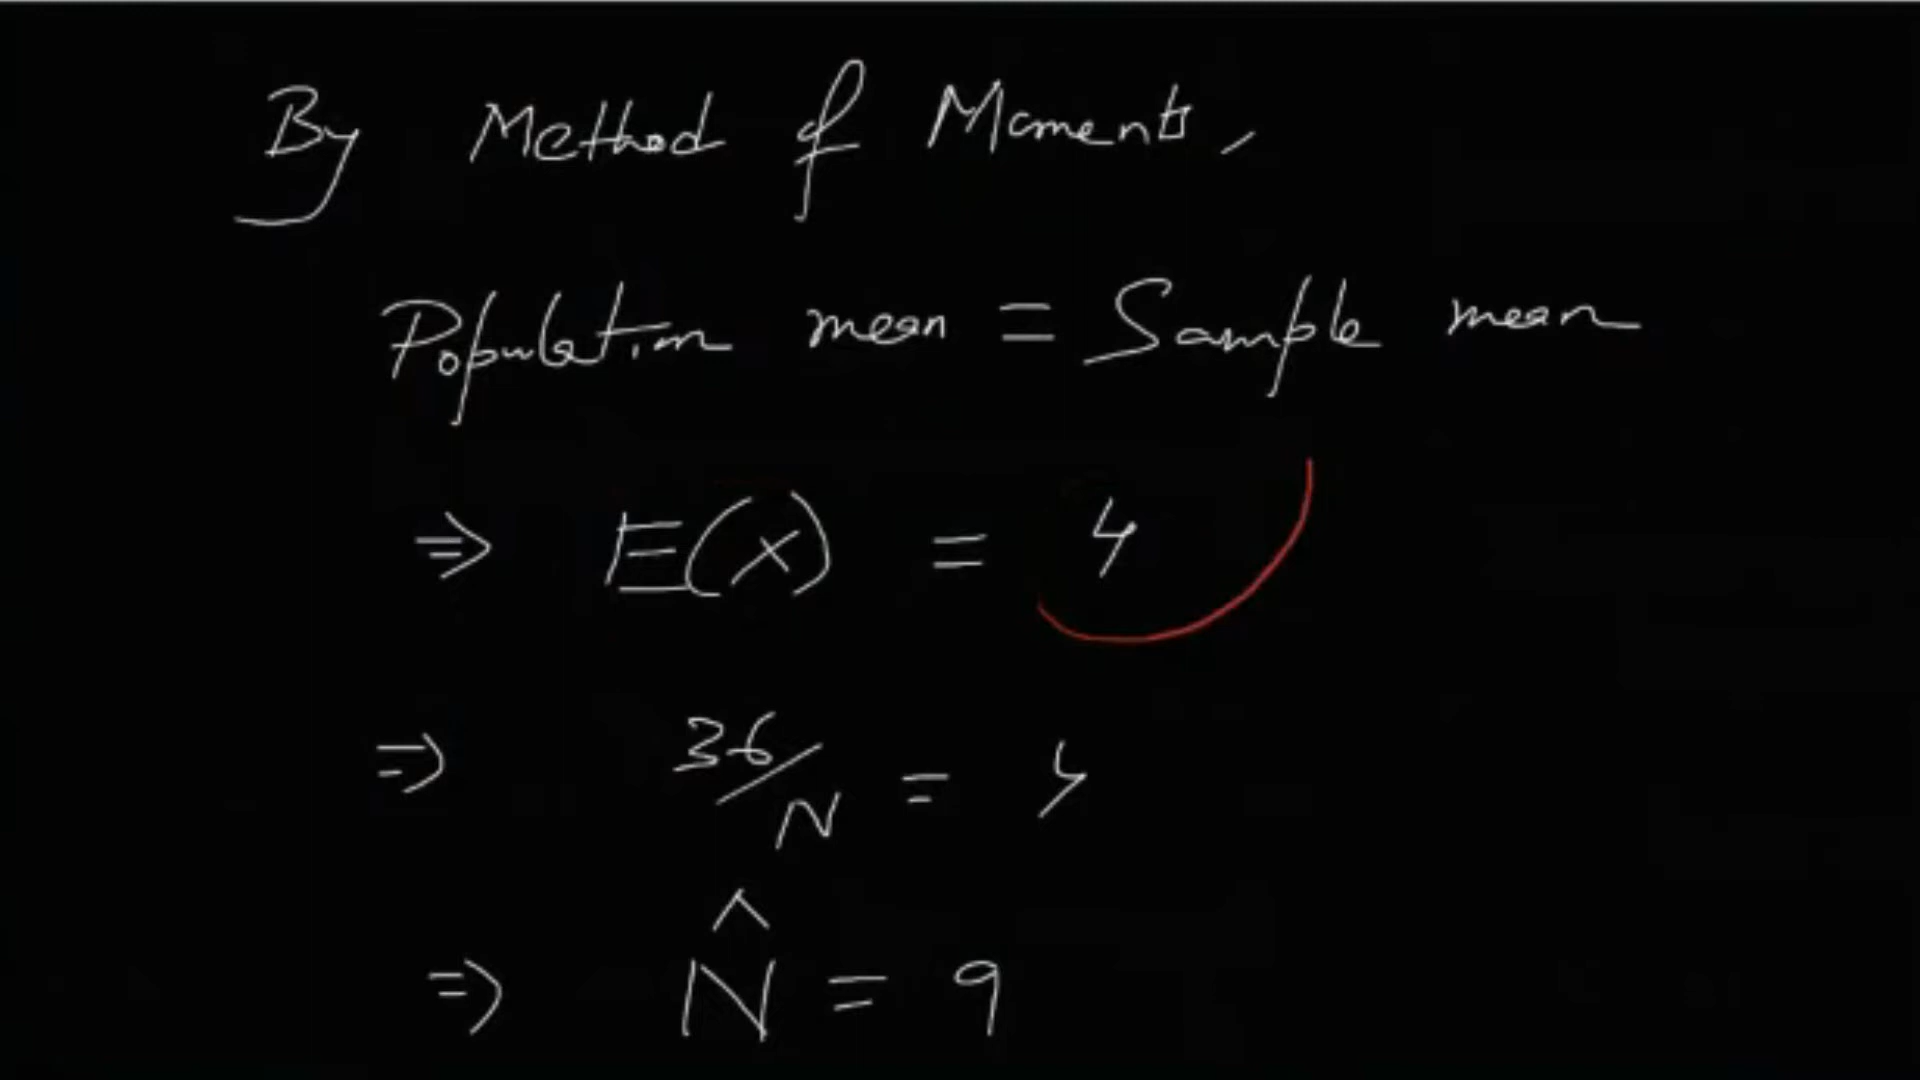 By Method of Moments,
Population mean = Sample mean
⇒ E(x) = 4
⇒ 36/N = 4
⇒ N̂ = 9